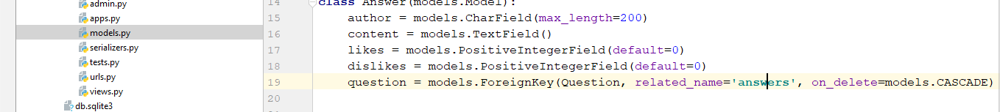 admin.py
apps.py
models.py
serializers.py
tests.py
urls.py
views.py
db.sqlite3
14 class Answer(models.Model):
15 author = models.CharField(max_length=200)
16 content = models.TextField()
17 likes = models.PositiveIntegerField(default=0)
18 dislikes = models.PositiveIntegerField(default=0)
19 question = models.ForeignKey(Question, related_name='answers', on_delete=models.CASCADE)
20